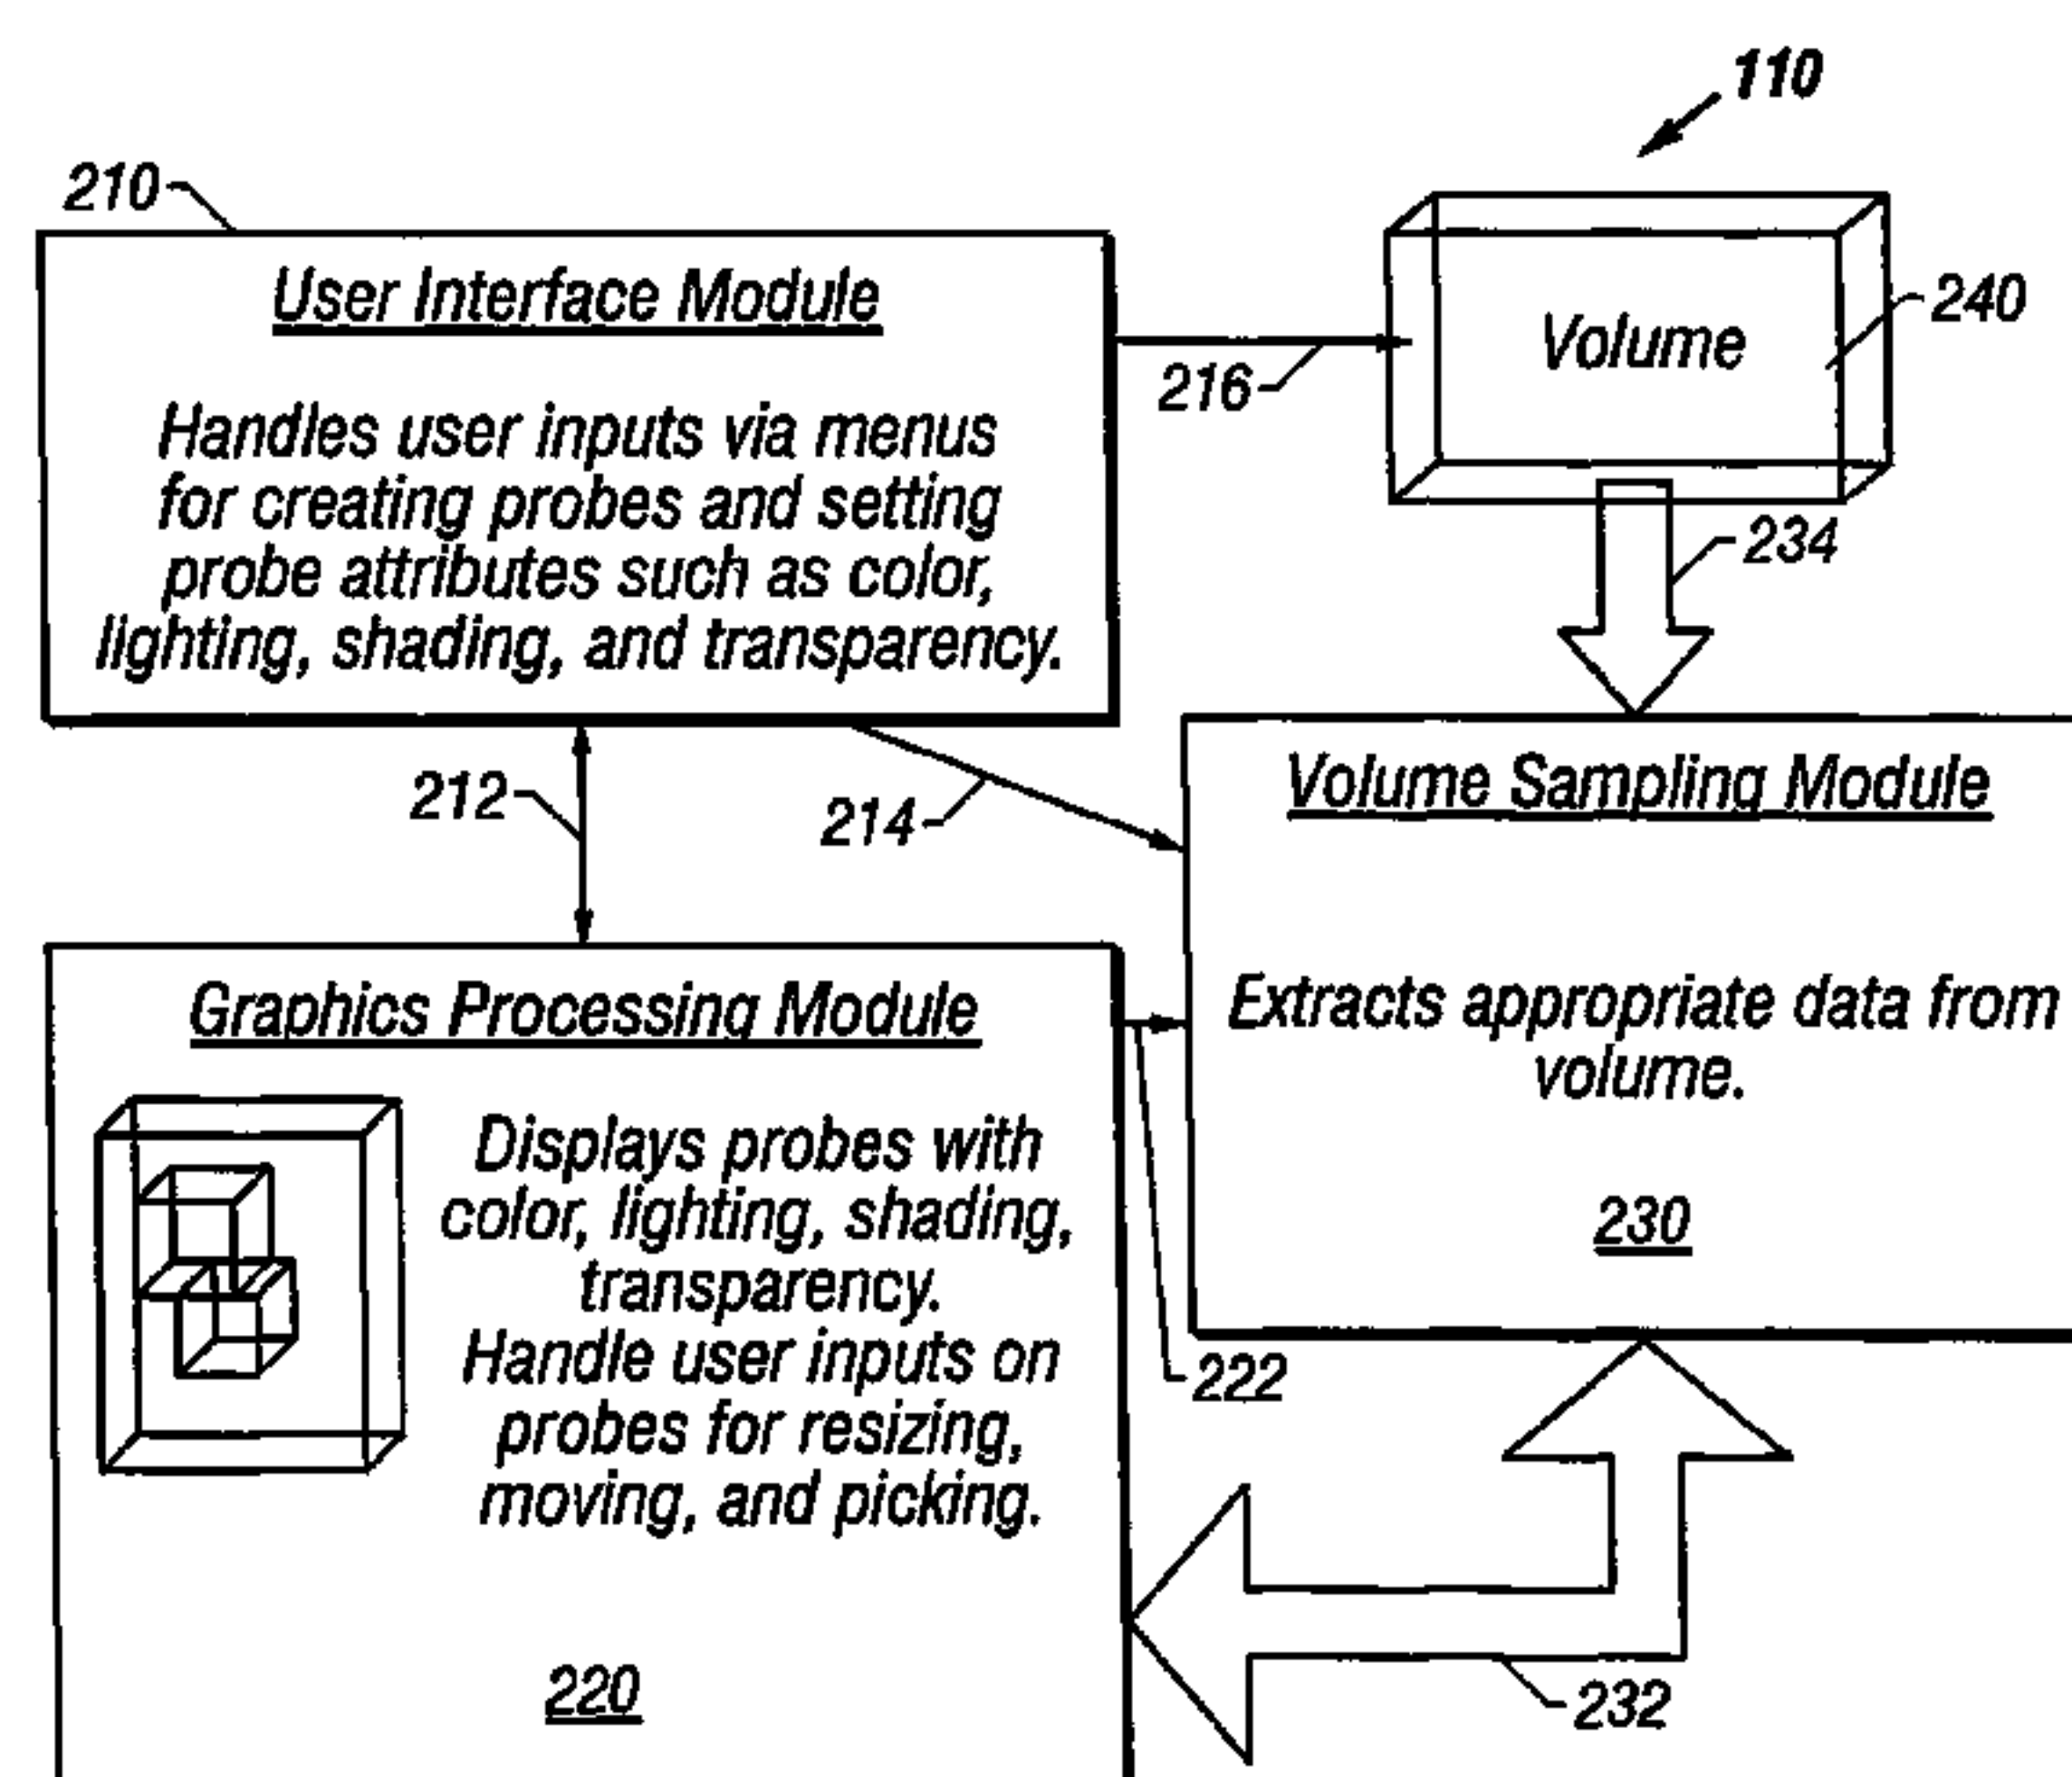 110
210
User Interface Module
Handles user inputs via menus
for creating probes and setting
probe attributes such as color,
lighting, shading, and transparency.
216
Volume
240
234
212
214
Volume Sampling Module
Extracts appropriate data from
volume.
230
Graphics Processing Module
Displays probes with
color, lighting, shading,
transparency.
Handle user inputs on
probes for resizing,
moving, and picking.
220
222
232